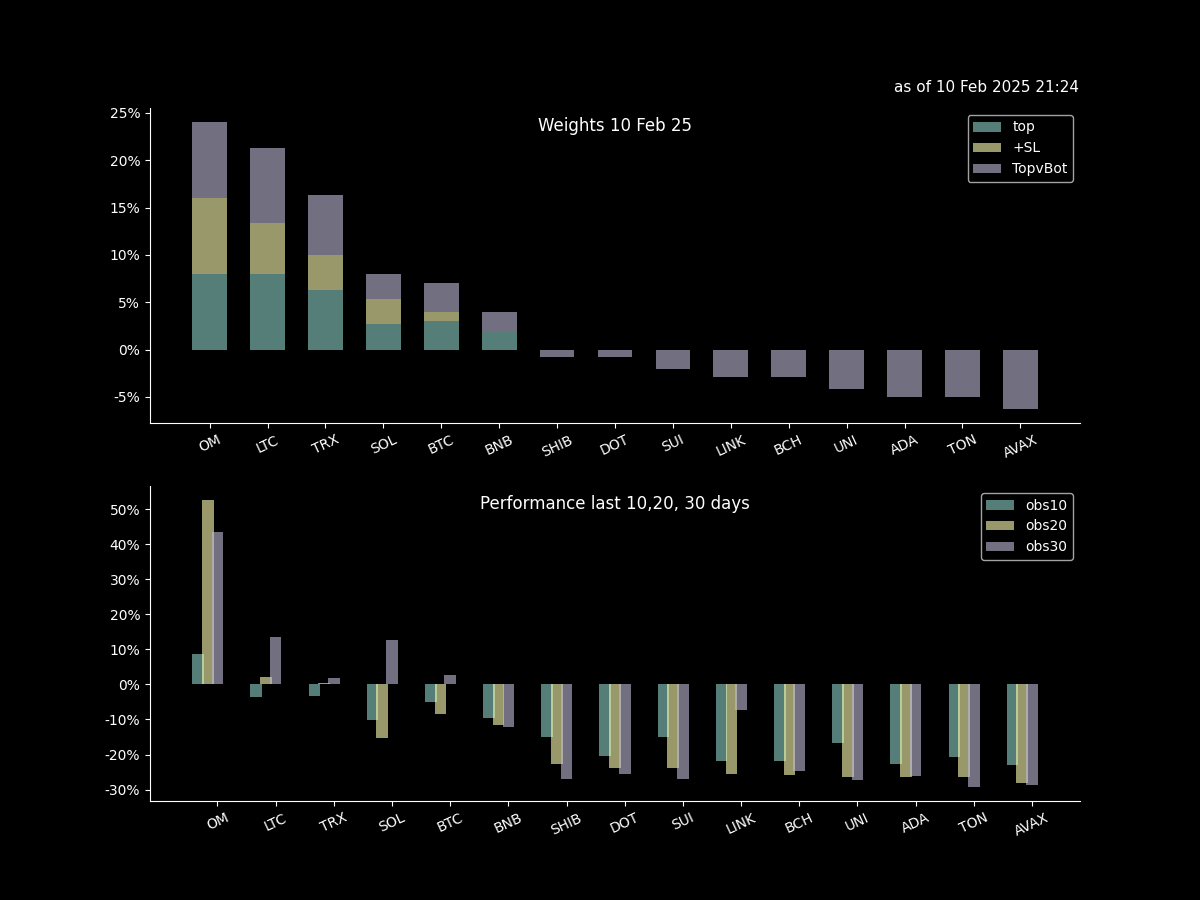 as of 10 Feb 2025 21:24
Weights 10 Feb 25
top
+SL
TopvBot
25%
20%
15%
10%
5%
0%
-5%
OM LTC TRX SOL BTC BNB SHIB DOT SUI LINK BCH UNI ADA TON AVAX
Performance last 10,20, 30 days
obs10
obs20
obs30
50%
40%
30%
20%
10%
0%
-10%
-20%
-30%
OM LTC TRX SOL BTC BNB SHIB DOT SUI LINK BCH UNI ADA TON AVAX